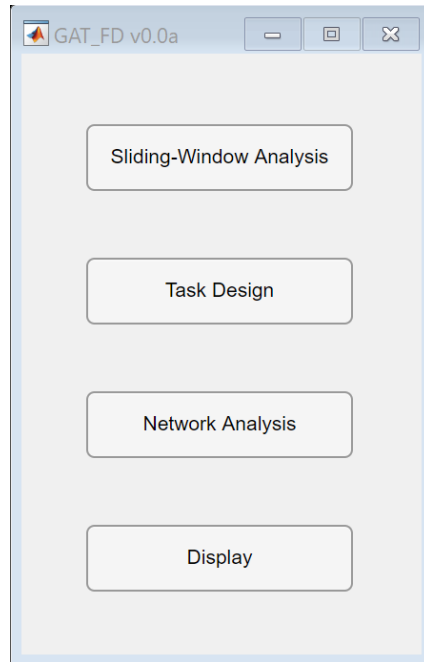 GAT_FD v0.0a
Sliding-Window Analysis
Task Design
Network Analysis
Display